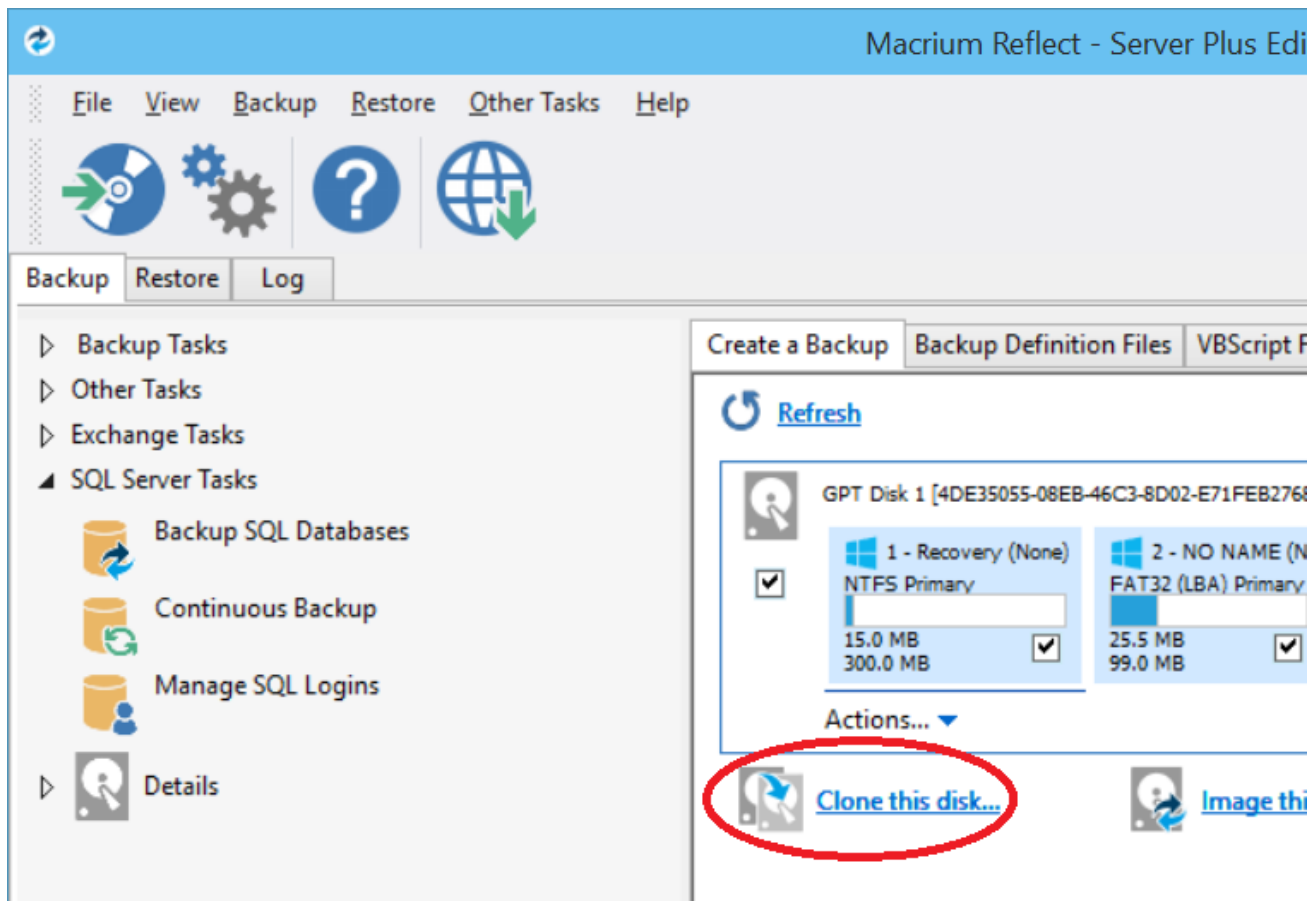 Macrium Reflect - Server Plus Edi
File View Backup Restore Other Tasks Help
?
Backup Restore Log
Backup Tasks
Other Tasks
Exchange Tasks
SQL Server Tasks
Backup SQL Databases
Continuous Backup
Manage SQL Logins
Details
Create a Backup Backup Definition Files VBScript F
Refresh
GPT Disk 1 [4DE35055-08EB-46C3-8D02-E71FEB2768
1 - Recovery (None) 2 - NO NAME (N
NTFS Primary FAT32 (LBA) Primary
15.0 MB 25.5 MB
300.0 MB 99.0 MB
Actions...
Clone this disk... Image thi